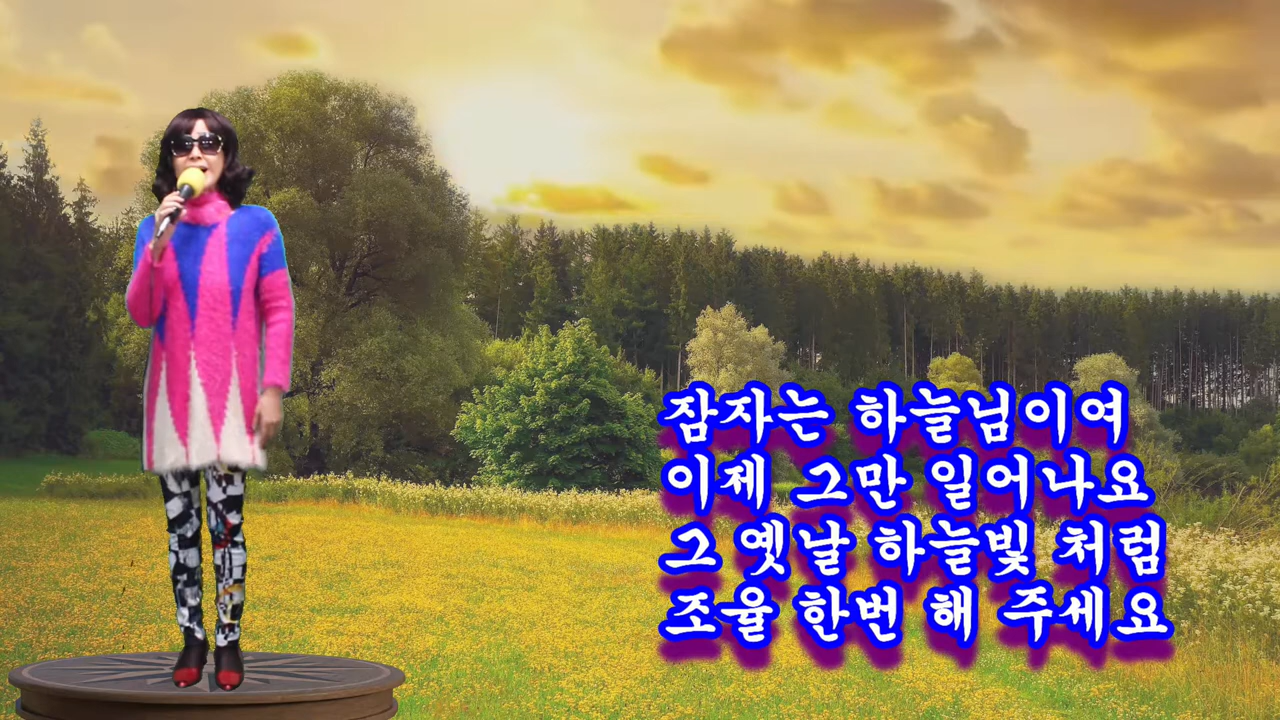 잠자는 하늘님이여
이제 그만 일어나요
그 옛날 하늘빛 처럼
조율 한번 해 주세요